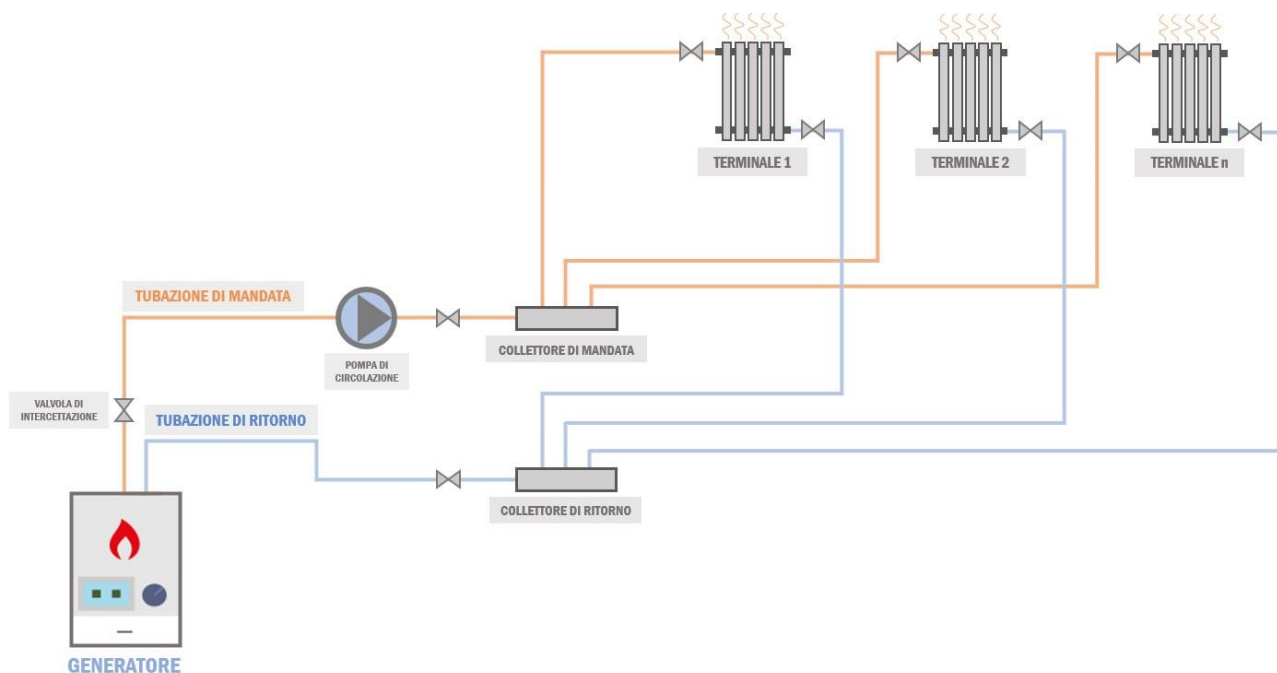 TERMINALE 1
TERMINALE 2
TERMINALE n
TUBAZIONE DI MANDATA
POMPA DI
CIRCOLAZIONE
COLLETTORE DI MANDATA
VALVOLA DI
INTERCETTAZIONE
TUBAZIONE DI RITORNO
COLLETTORE DI RITORNO
GENERATORE